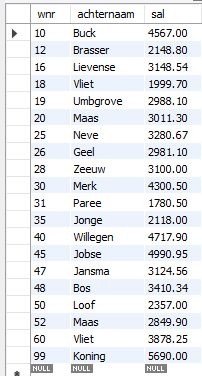 wnr achternaam sal
10 Buck 4567.00
12 Brasser 2148.80
16 Lievense 3148.54
18 Vliet 1999.70
19 Umbgrove 2988.10
20 Maas 3011.30
25 Neve 3280.67
26 Geel 2981.10
28 Zeeuw 3100.00
30 Merk 4300.50
31 Paree 1780.50
35 Jonge 2118.00
40 Willegen 4717.90
45 Jobse 4990.95
47 Jansma 3124.56
48 Bos 3410.34
50 Loof 2357.00
52 Maas 2849.90
60 Vliet 3878.25
99 Koning 5690.00
NULL NULL NULL